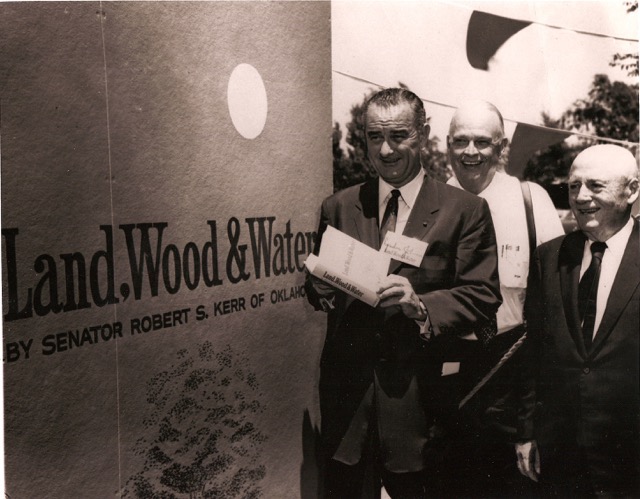 Land, Wood & Water
BY SENATOR ROBERT S. KERR OF OKLAHO
Land, Wood & Water